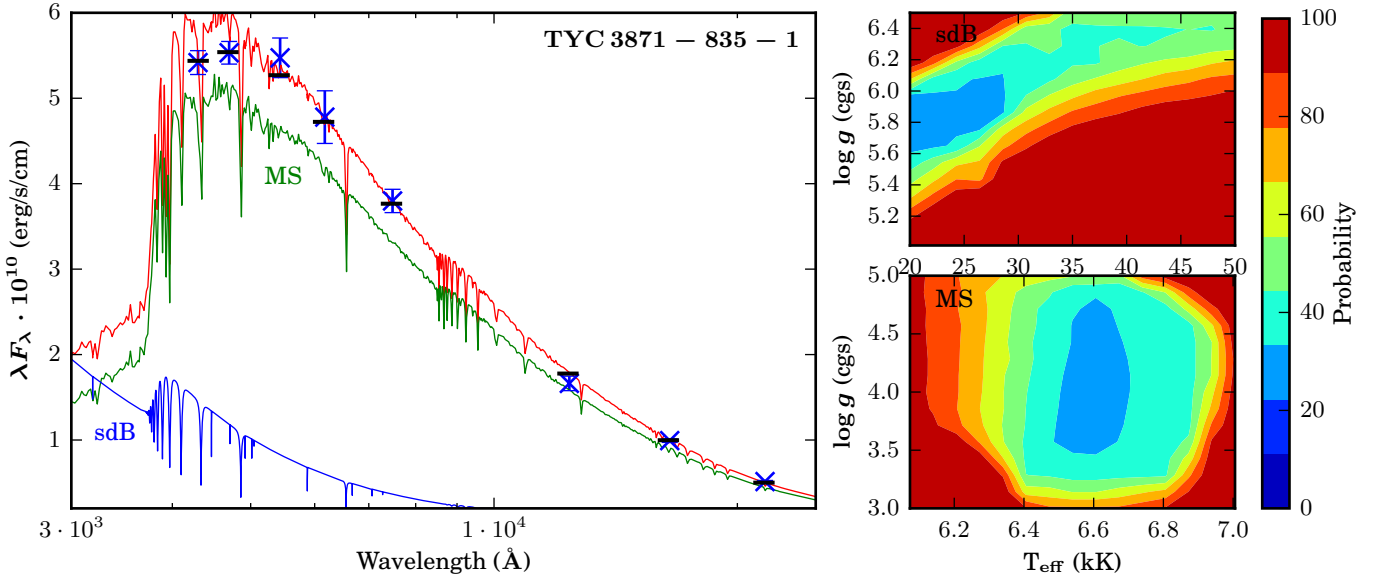 TYC 3871 − 835 − 1
MS
sdB
λF_λ · 10^10 (erg/s/cm)
6
5
4
3
2
1
3 · 10^3
1 · 10^4
Wavelength (Å)
sdB
log g (cgs)
6.4
6.2
6.0
5.8
5.6
5.4
5.2
20 25 30 35 40 45 50
MS
log g (cgs)
5.0
4.5
4.0
3.5
3.0
6.2 6.4 6.6 6.8 7.0
T_eff (kK)
100
80
60
40
20
0
Probability